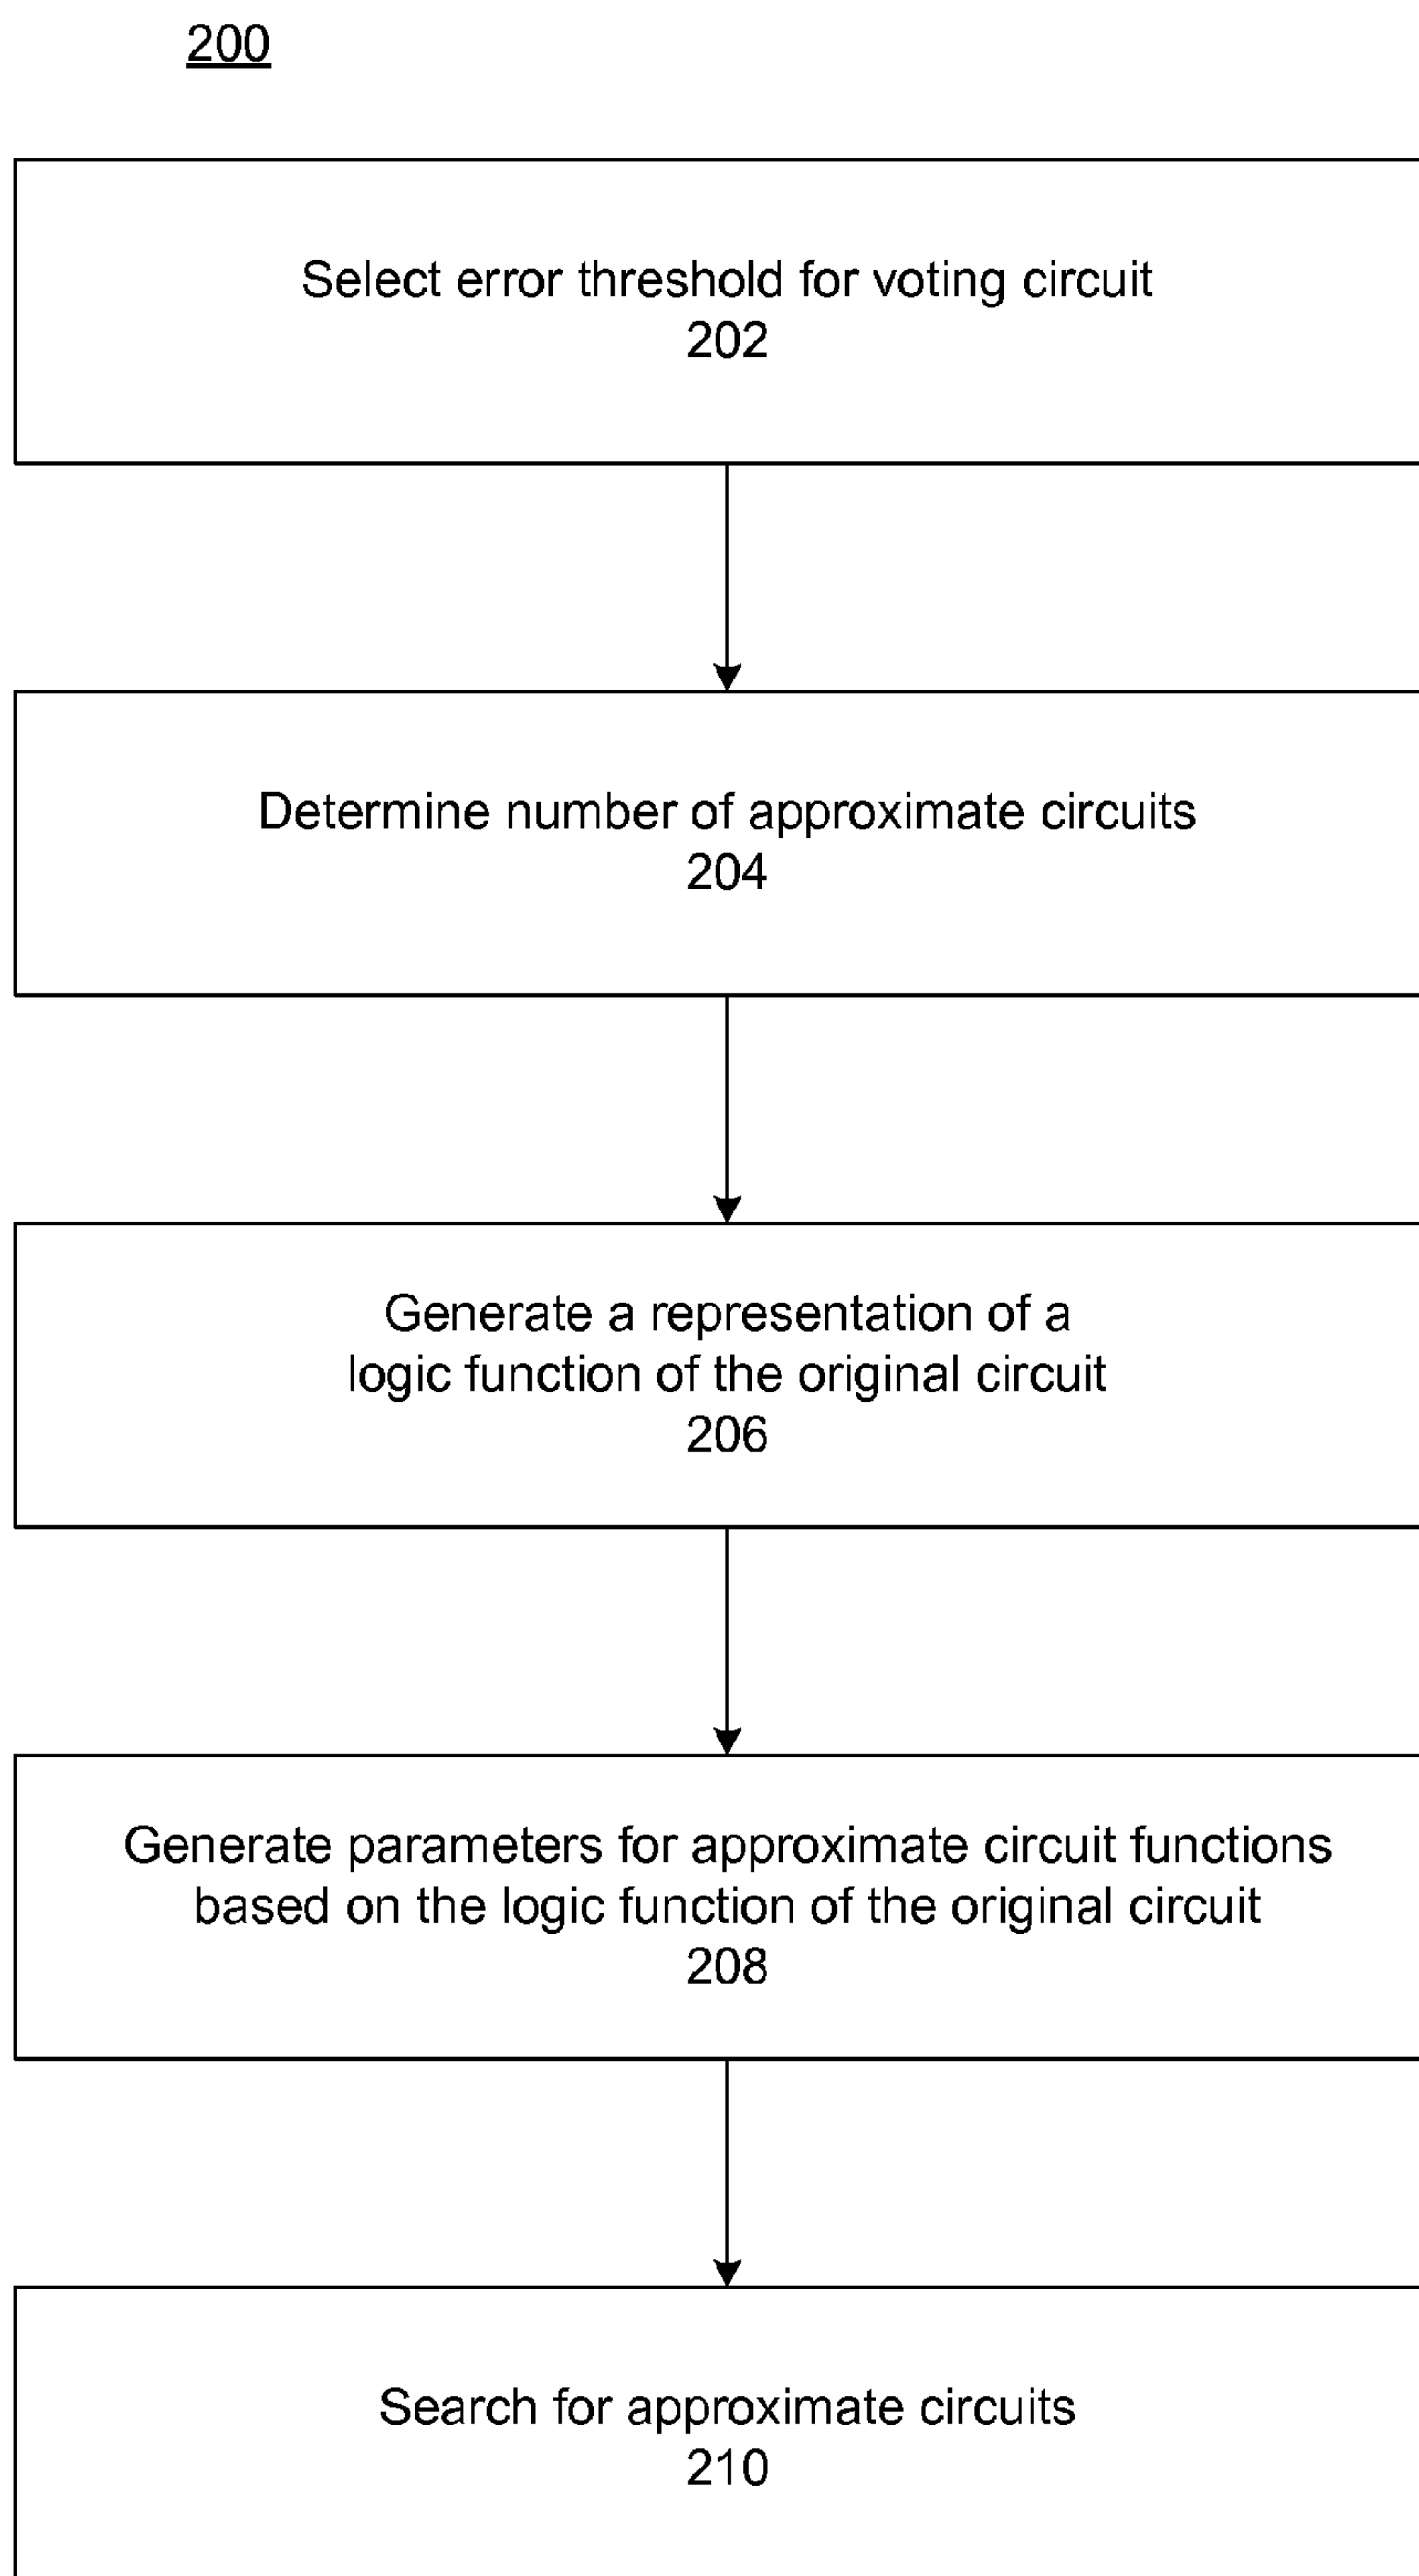 200
Select error threshold for voting circuit
202
Determine number of approximate circuits
204
Generate a representation of a
logic function of the original circuit
206
Generate parameters for approximate circuit functions
based on the logic function of the original circuit
208
Search for approximate circuits
210